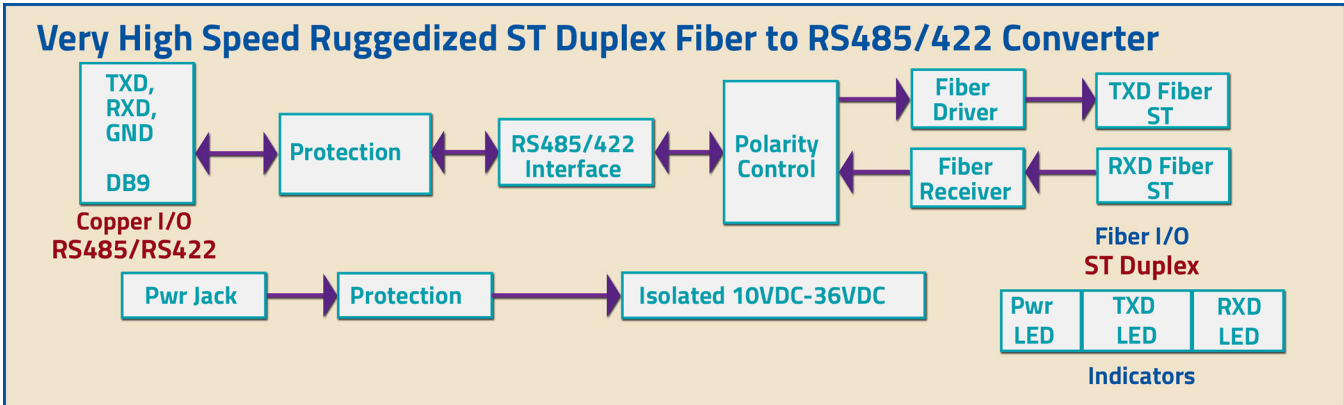 Very High Speed Ruggedized ST Duplex Fiber to RS485/422 Converter
TXD,
RXD,
GND
DB9
Copper I/O
RS485/RS422
Protection
RS485/422
Interface
Polarity
Control
Fiber
Driver
TXD Fiber
ST
Fiber
Receiver
RXD Fiber
ST
Fiber I/O
ST Duplex
Pwr Jack
Protection
Isolated 10VDC-36VDC
Pwr
LED
TXD
LED
RXD
LED
Indicators